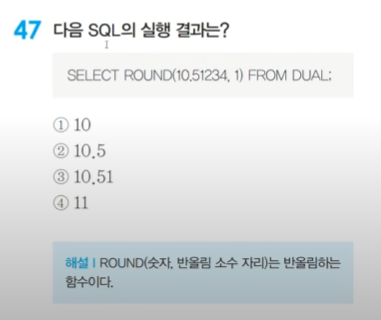 47 다음 SQL의 실행 결과는?
SELECT ROUND(10.51234, 1) FROM DUAL;
① 10
② 10.5
③ 10.51
④ 11
해설 | ROUND(숫자, 반올림 소수 자리)는 반올림하는
함수이다.